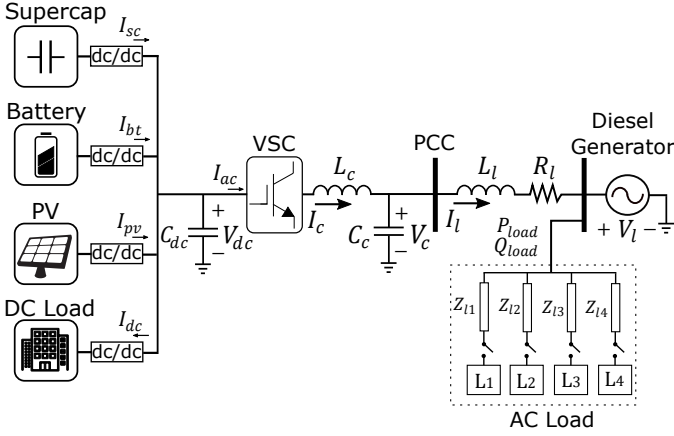 Supercap
I_sc
dc/dc
Battery
I_bt
dc/dc
PV
I_pv
dc/dc
DC Load
I_dc
dc/dc
C_dc
+
V_dc
−
I_ac
VSC
L_c
I_c
C_c
+
V_c
−
PCC
L_l
I_l
R_l
Diesel
Generator
+ V_l −
P_load
Q_load
Z_l1
Z_l2
Z_l3
Z_l4
L1
L2
L3
L4
AC Load